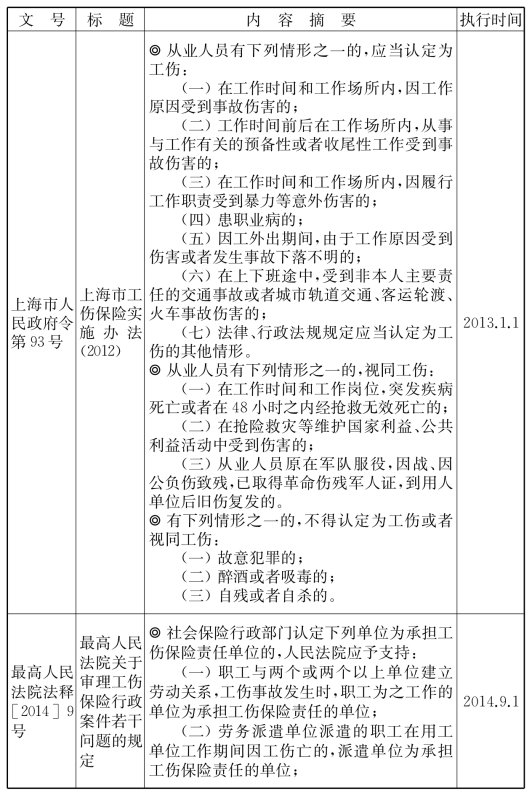 文号 标题 内容摘要 执行时间
上海市人
民政府令
第93号
上海市工
伤保险实
施办法
(2012)
◎ 从业人员有下列情形之一的，应当认定为
工伤：
（一）在工作时间和工作场所内，因工作
原因受到事故伤害的；
（二）工作时间前后在工作场所内，从事
与工作有关的预备性或者收尾性工作受到事
故伤害的；
（三）在工作时间和工作场所内，因履行
工作职责受到暴力等意外伤害的；
（四）患职业病的；
（五）因工外出期间，由于工作原因受到
伤害或者发生事故下落不明的；
（六）在上下班途中，受到非本人主要责
任的交通事故或者城市轨道交通、客运轮渡、
火车事故伤害的；
（七）法律、行政法规规定应当认定为工
伤的其他情形。
◎ 从业人员有下列情形之一的，视同工伤：
（一）在工作时间和工作岗位，突发疾病
死亡或者在48小时之内经抢救无效死亡的；
（二）在抢险救灾等维护国家利益、公共
利益活动中受到伤害的；
（三）从业人员原在军队服役，因战、因
公负伤致残，已取得革命伤残军人证，到用人
单位后旧伤复发的。
◎ 有下列情形之一的，不得认定为工伤或者
视同工伤：
（一）故意犯罪的；
（二）醉酒或者吸毒的；
（三）自残或者自杀的。
2013.1.1
最高人民
法院法释
［2014］9
号
最高人民
法院关于
审理工伤
保险行政
案件若干
问题的规
定
◎ 社会保险行政部门认定下列单位为承担工
伤保险责任单位的，人民法院应予支持：
（一）职工与两个或两个以上单位建立
劳动关系，工伤事故发生时，职工为之工作的
单位为承担工伤保险责任的单位；
（二）劳务派遣单位派遣的职工在用工
单位工作期间因工伤亡的，派遣单位为承担
工伤保险责任的单位；
2014.9.1